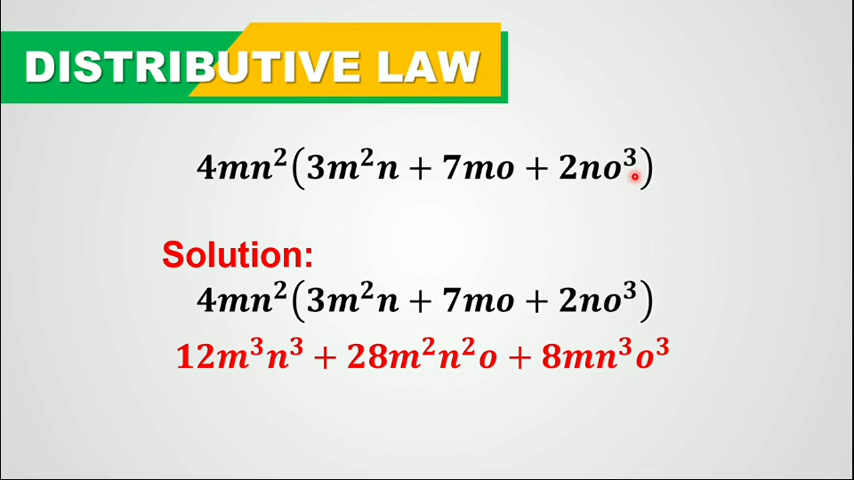 DISTRIBUTIVE LAW
4mn²(3m²n + 7mo + 2no³)
Solution:
4mn²(3m²n + 7mo + 2no³)
12m³n³ + 28m²n²o + 8mn³o³